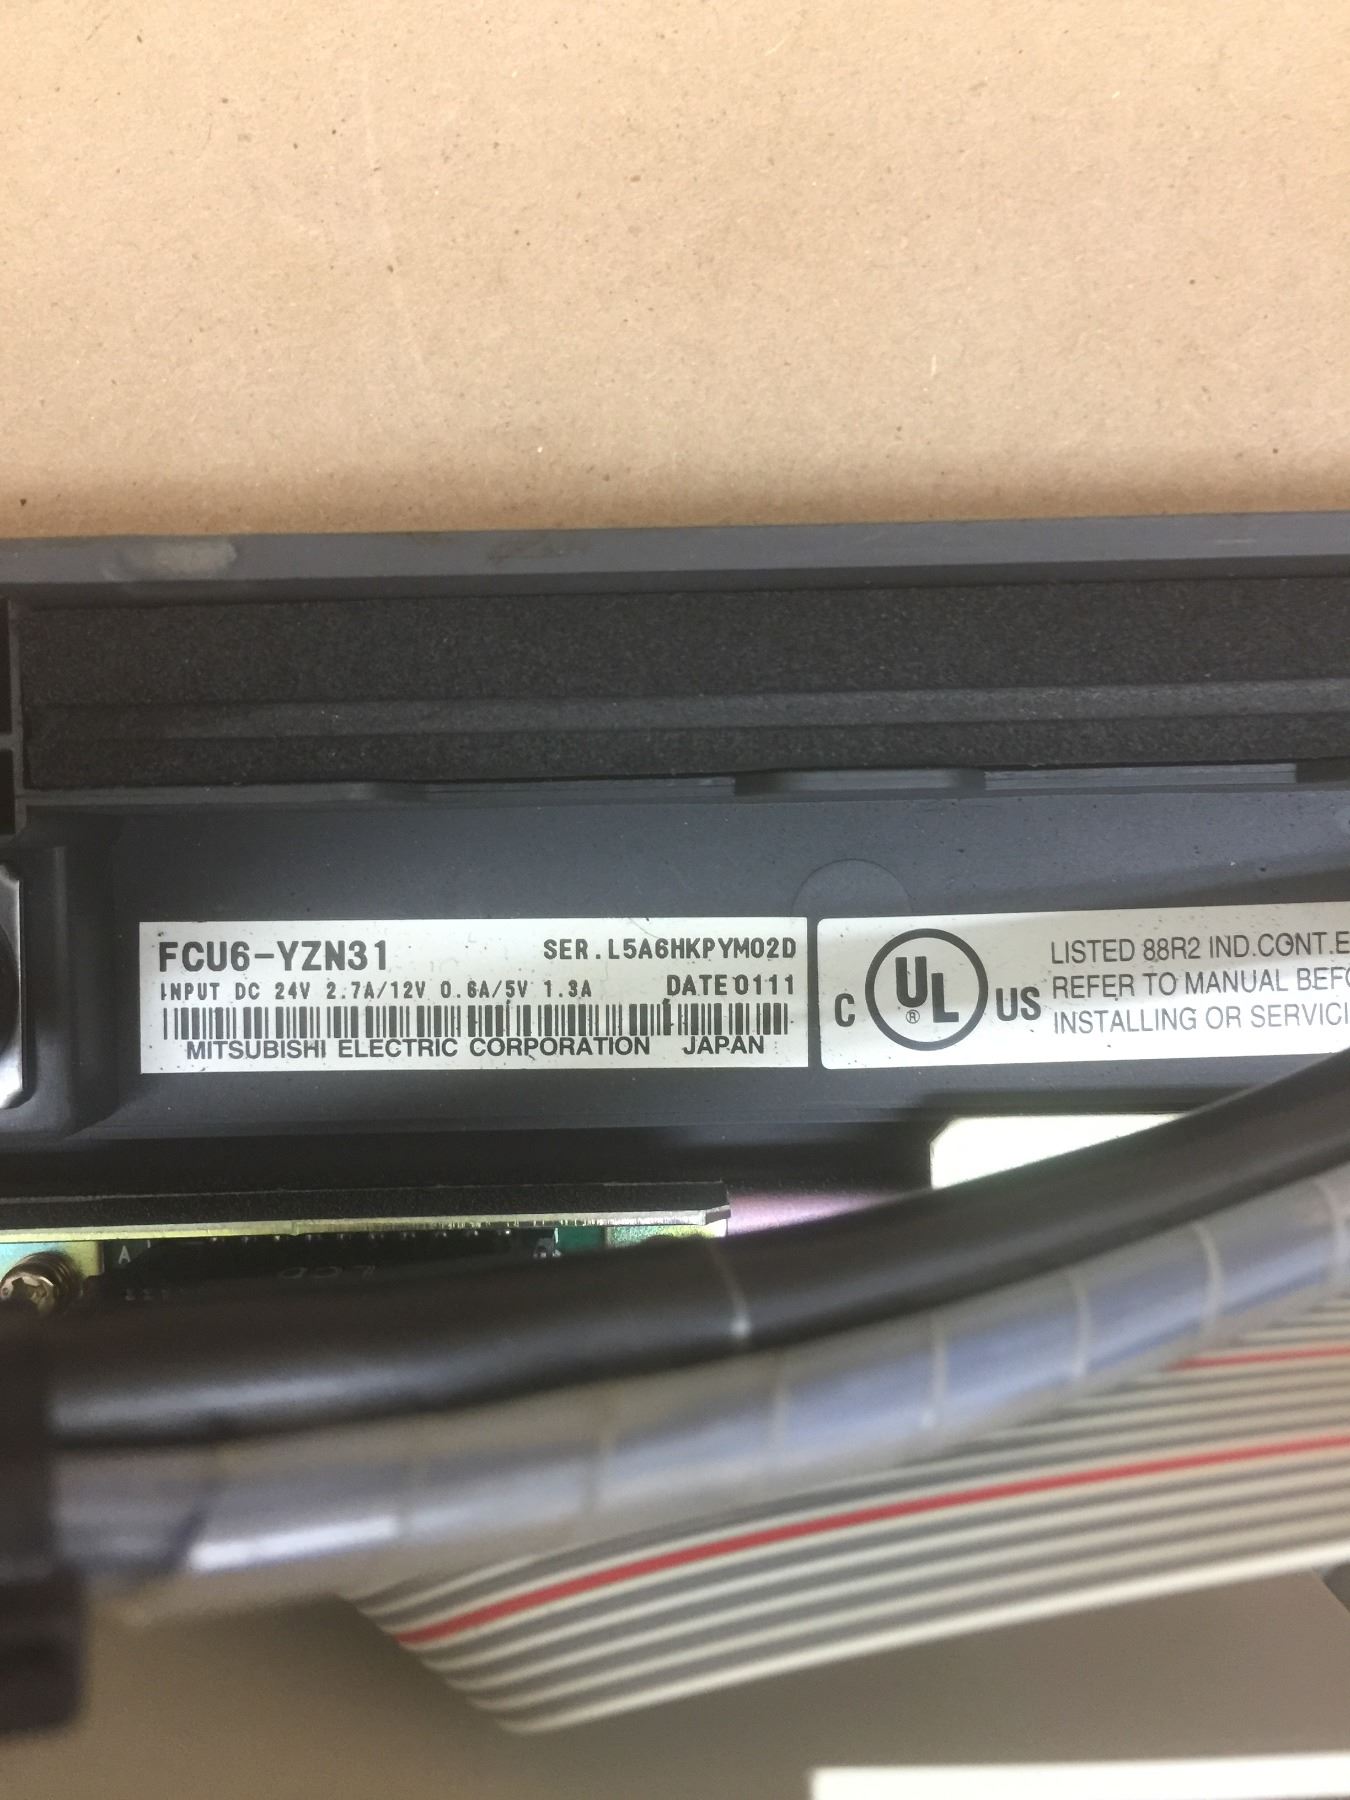 FCU6-YZN31
SER.L5A6HKPYM02D
INPUT DC 24V 2.7A/12V 0.6A/5V 1.3A
DATE 0111
MITSUBISHI ELECTRIC CORPORATION JAPAN
C UL ® US
LISTED 88R2 IND.CONT.E
REFER TO MANUAL BEFO
INSTALLING OR SERVICI
A
LCD